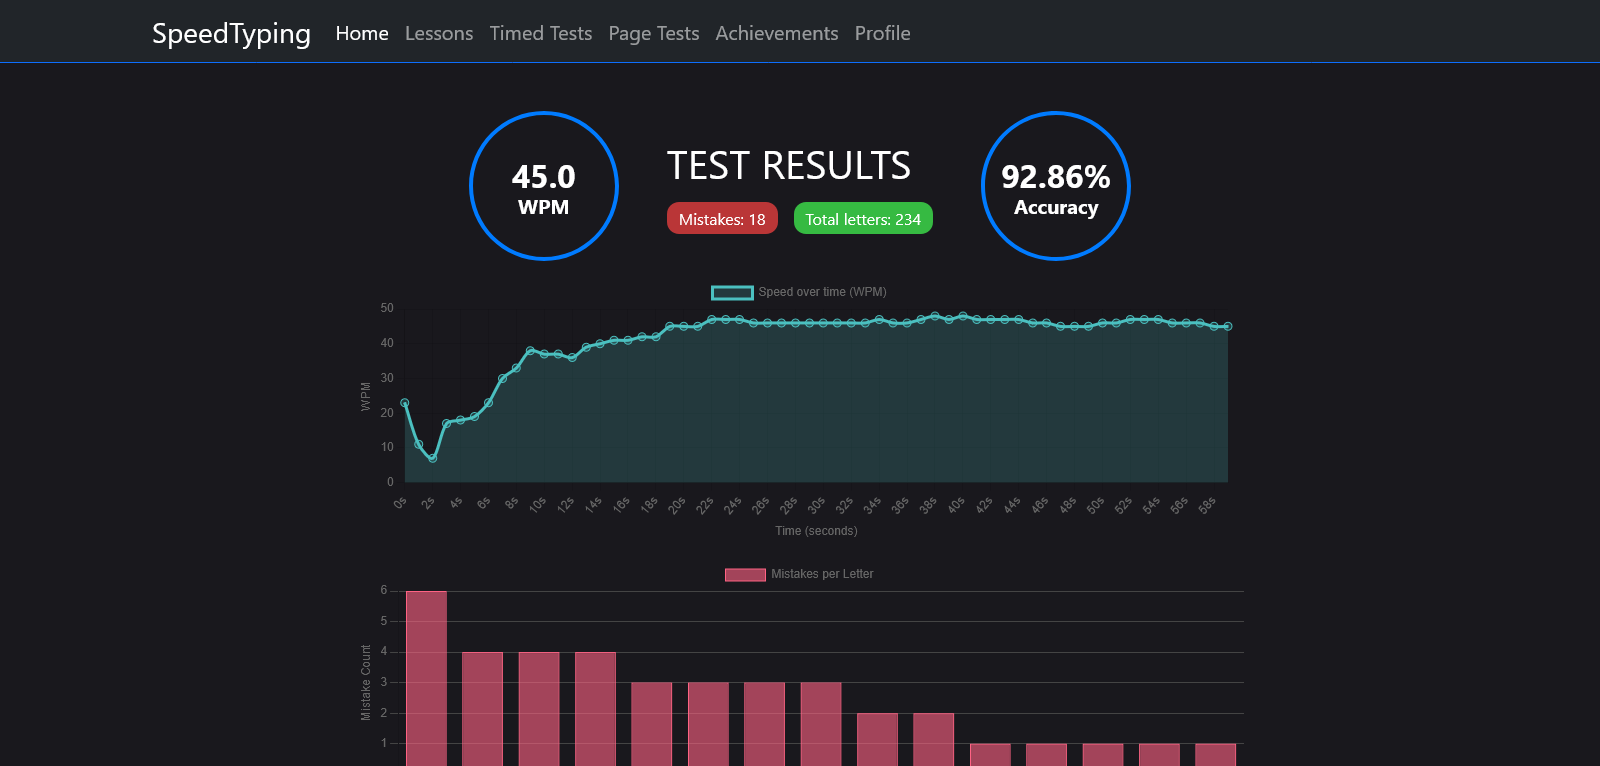 SpeedTyping Home Lessons Timed Tests Page Tests Achievements Profile
45.0
WPM
TEST RESULTS
Mistakes: 18 Total letters: 234
92.86%
Accuracy
Speed over time (WPM)
50
40
30
20
10
0
WPM
0s 2s 4s 6s 8s 10s 12s 14s 16s 18s 20s 22s 24s 26s 28s 30s 32s 34s 36s 38s 40s 42s 44s 46s 48s 50s 52s 54s 56s 58s
Time (seconds)
Mistakes per Letter
6
5
4
3
2
1
Mistake Count